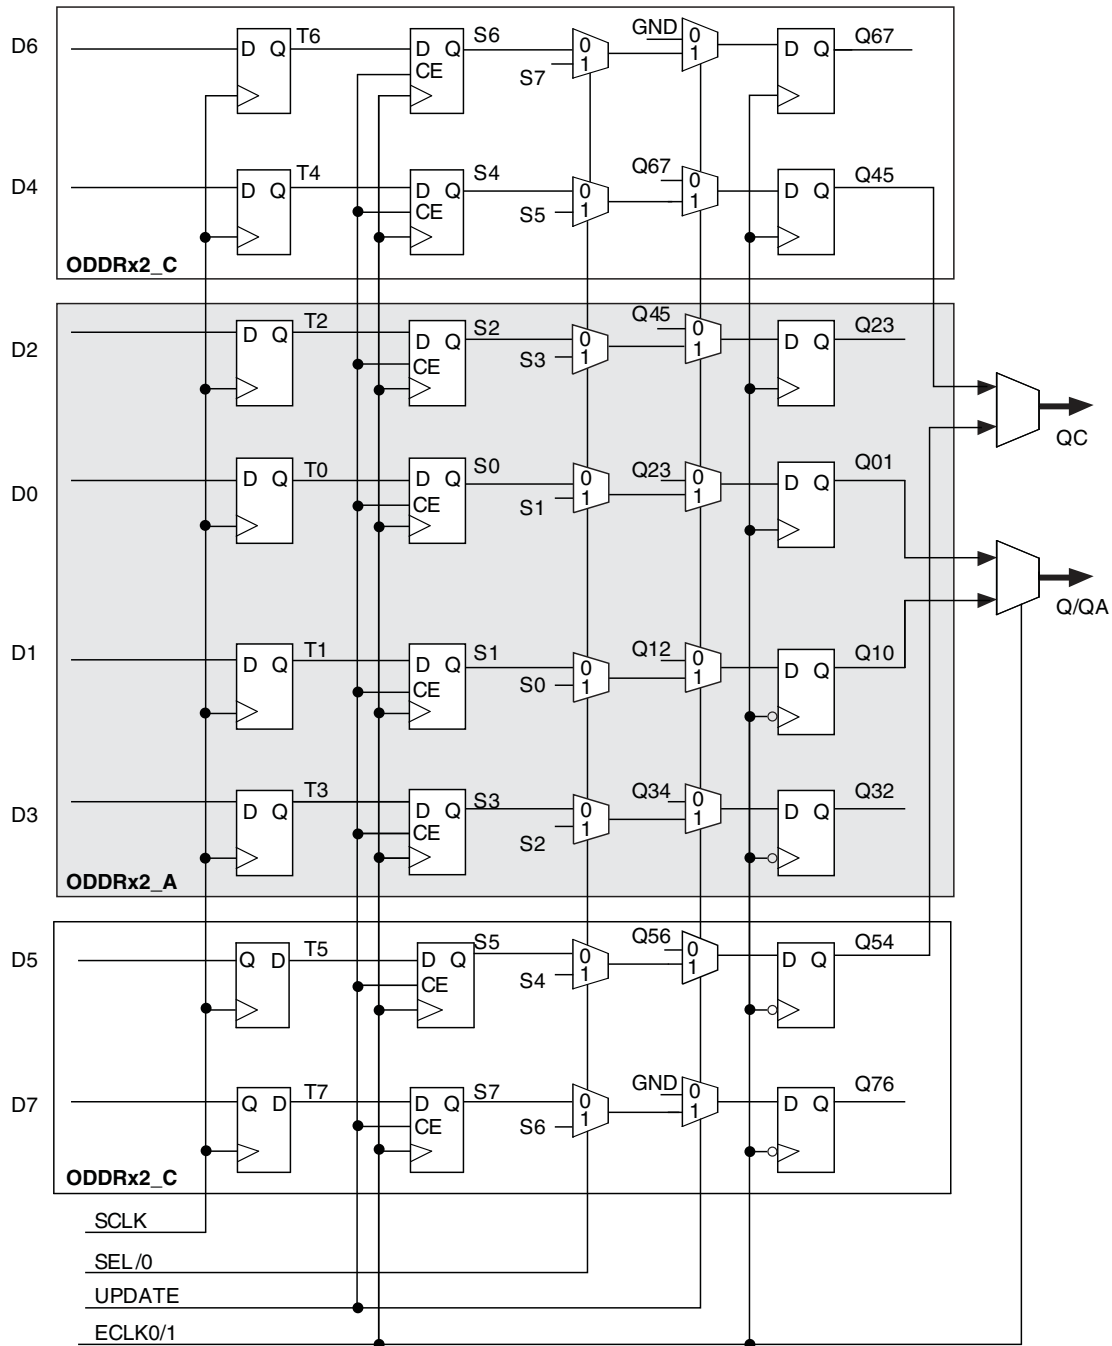 D6 D Q T6 D Q S6 CE 0 1 S7 GND 0 1 D Q Q67
D4 D Q T4 D Q S4 CE 0 1 S5 Q67 0 1 D Q Q45
ODDRx2_C
D2 D Q T2 D Q S2 CE 0 1 S3 Q45 0 1 D Q Q23
QC
D0 D Q T0 D Q S0 CE 0 1 S1 Q23 0 1 D Q Q01
Q/QA
D1 D Q T1 D Q S1 CE 0 1 S0 Q12 0 1 D Q Q10
D3 D Q T3 D Q S3 CE 0 1 S2 Q34 0 1 D Q Q32
ODDRx2_A
D5 Q D T5 D Q S5 CE 0 1 S4 Q56 0 1 D Q Q54
D7 Q D T7 D Q S7 CE 0 1 S6 GND 0 1 D Q Q76
ODDRx2_C
SCLK
SEL/0
UPDATE
ECLK0/1